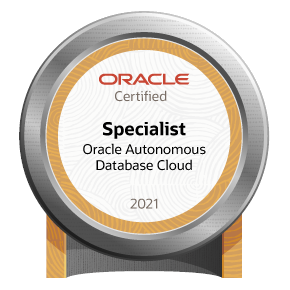 ORACLE
Certified
Specialist
Oracle Autonomous
Database Cloud
2021